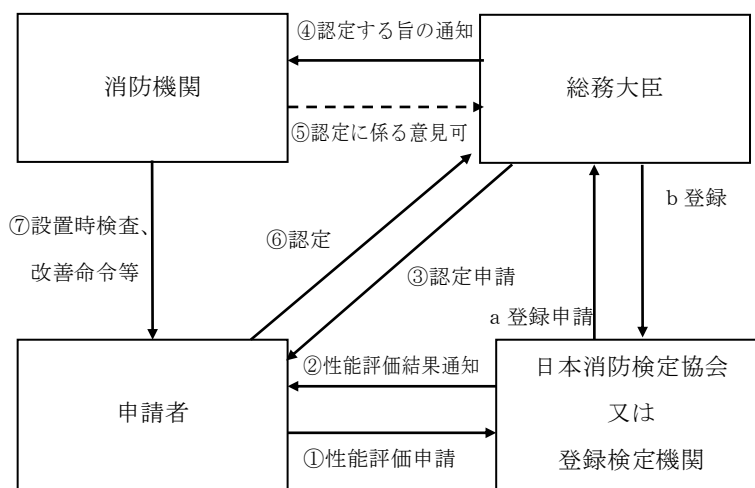 ④認定する旨の通知
消防機関
総務大臣
⑤認定に係る意見可
b 登録
⑦設置時検査、
改善命令等
⑥認定
③認定申請
a 登録申請
②性能評価結果通知
申請者
①性能評価申請
日本消防検定協会
又は
登録検定機関